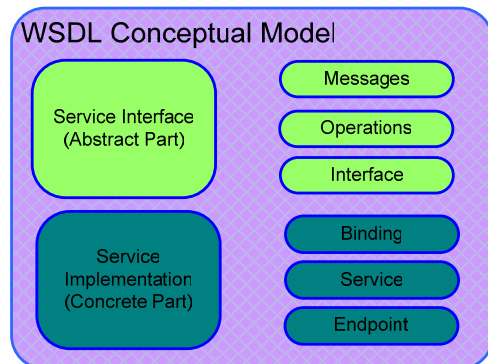 WSDL Conceptual Model
Service Interface
(Abstract Part)
Messages
Operations
Interface
Service
Implementation
(Concrete Part)
Binding
Service
Endpoint